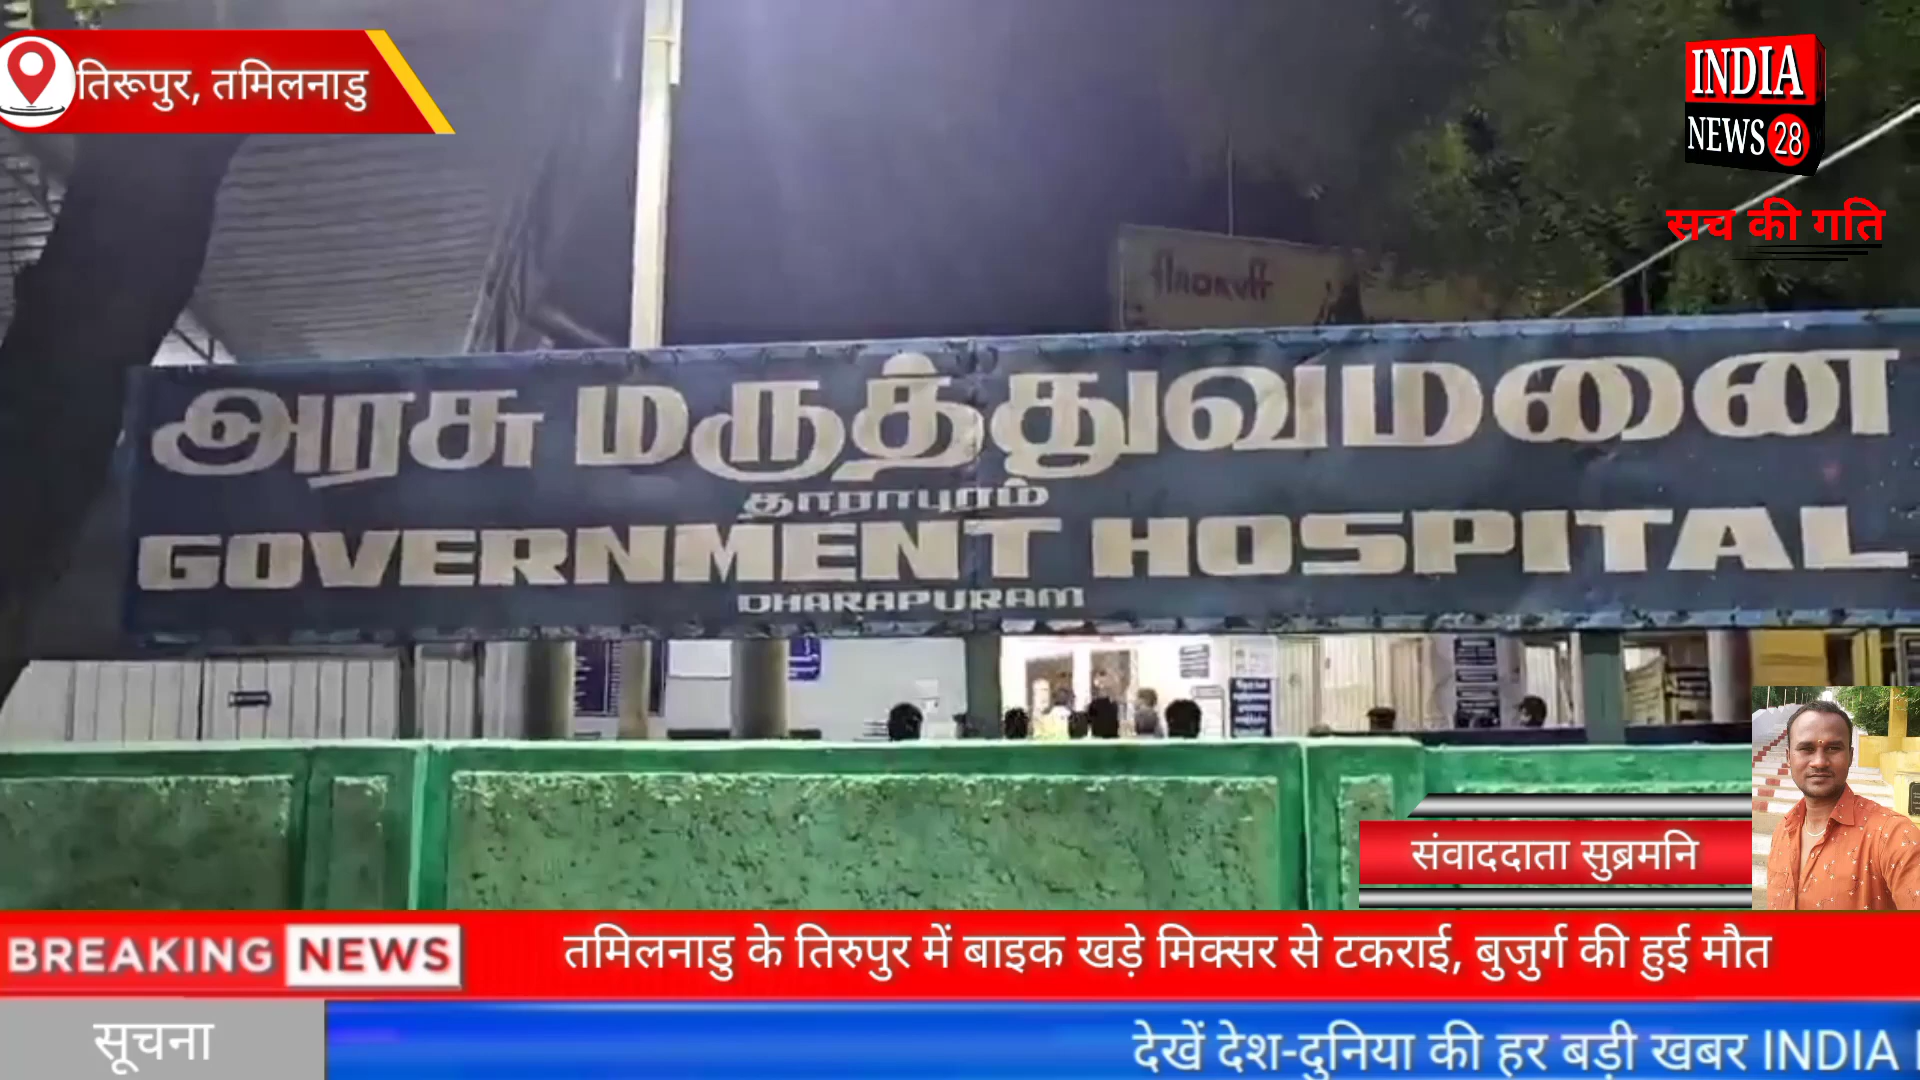 तिरूपुर, तमिलनाडु
INDIA
NEWS 28
सच की गति
அரசு மருத்துவமனை
தாராபுரம்
GOVERNMENT HOSPITAL
DHARAPURAM
संवाददाता सुब्रमनि
BREAKING NEWS
तमिलनाडु के तिरुपुर में बाइक खड़े मिक्सर से टकराई, बुजुर्ग की हुई मौत
सूचना
देखें देश-दुनिया की हर बड़ी खबर INDIA